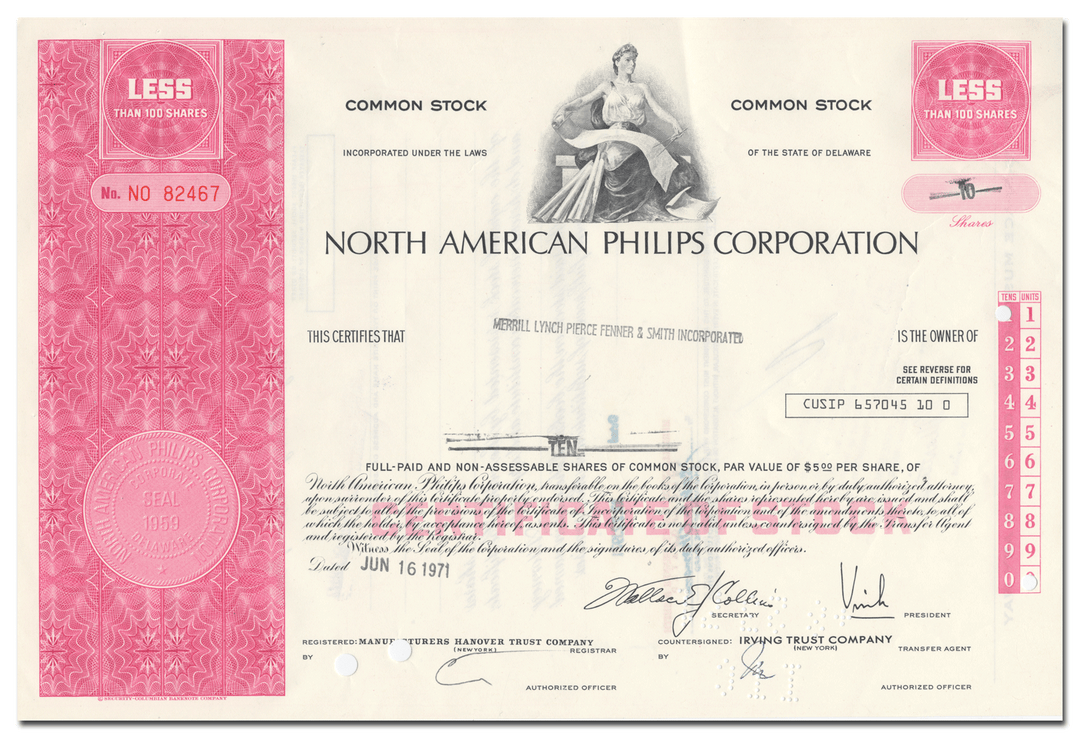 LESS
THAN 100 SHARES
No. NO 82467
COMMON STOCK
INCORPORATED UNDER THE LAWS
COMMON STOCK
OF THE STATE OF DELAWARE
LESS
THAN 100 SHARES
10
Shares
NORTH AMERICAN PHILIPS CORPORATION
THIS CERTIFIES THAT
MERRILL LYNCH PIERCE FENNER & SMITH INCORPORATED
IS THE OWNER OF
SEE REVERSE FOR
CERTAIN DEFINITIONS
CUSIP 657045 10 0
TENS UNITS
1
2 2
3 3
4 4
5 5
6 6
7 7
8 8
9 9
0
TEN
FULL-PAID AND NON-ASSESSABLE SHARES OF COMMON STOCK, PAR VALUE OF $5.00 PER SHARE, OF
North American Philips Corporation, transferable on the books of the Corporation, in person, or by duly authorized attorney,
upon surrender of this Certificate properly endorsed. This Certificate and the shares represented hereby are issued and shall
be subject to all of the provisions of the Certificate of Incorporation of the Corporation and of the amendments thereto, to all of
which the holder, by acceptance hereof, assents. This Certificate is not valid unless countersigned by the Transfer Agent
and registered by the Registrar.
Witness the Seal of the Corporation and the signatures of its duly authorized officers.
CERTIFICATE OF STOCK
Dated JUN 16 1971
NORTH AMERICAN PHILIPS CORPORATION
CORPORATE
SEAL
1959
DELAWARE
Wallace J Collins
SECRETARY
PRESIDENT
REGISTERED: MANUFACTURERS HANOVER TRUST COMPANY
(NEW YORK)
REGISTRAR
BY
AUTHORIZED OFFICER
COUNTERSIGNED: IRVING TRUST COMPANY
(NEW YORK)
TRANSFER AGENT
BY
AUTHORIZED OFFICER
© SECURITY-COLUMBIAN BANKNOTE COMPANY